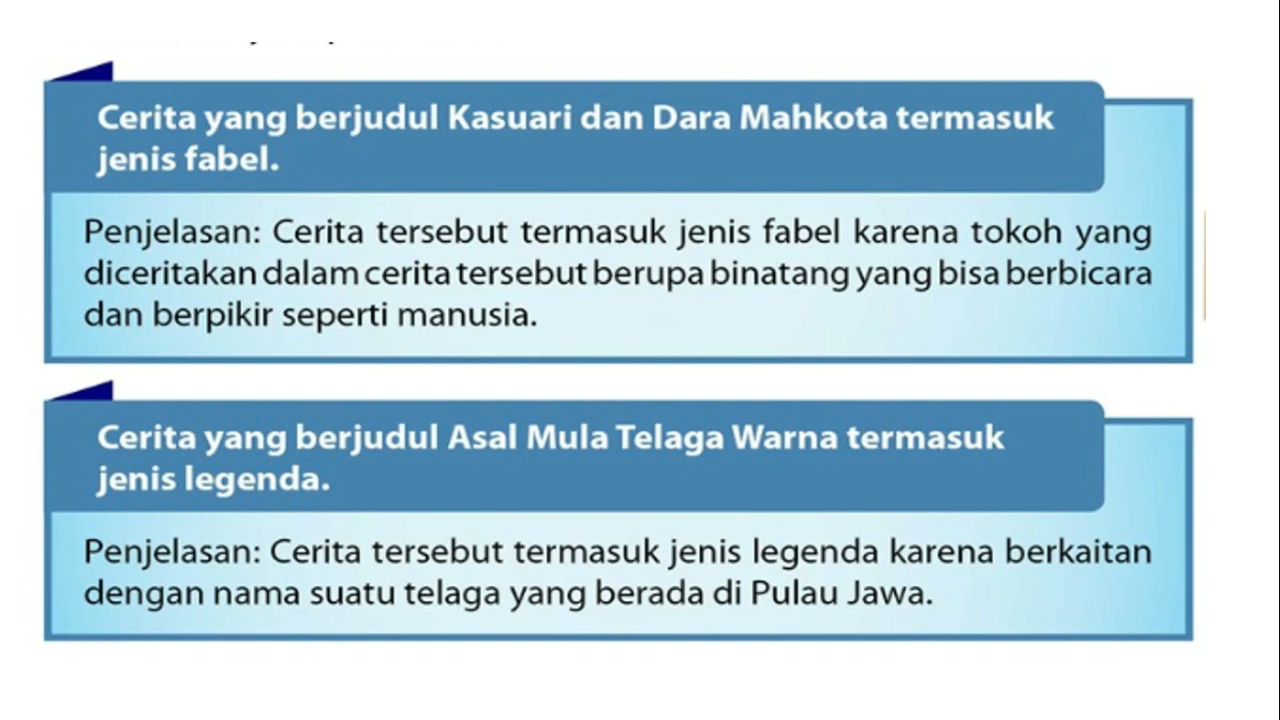 Cerita yang berjudul Kasuari dan Dara Mahkota termasuk
jenis fabel.
Penjelasan: Cerita tersebut termasuk jenis fabel karena tokoh yang
diceritakan dalam cerita tersebut berupa binatang yang bisa berbicara
dan berpikir seperti manusia.
Cerita yang berjudul Asal Mula Telaga Warna termasuk
jenis legenda.
Penjelasan: Cerita tersebut termasuk jenis legenda karena berkaitan
dengan nama suatu telaga yang berada di Pulau Jawa.